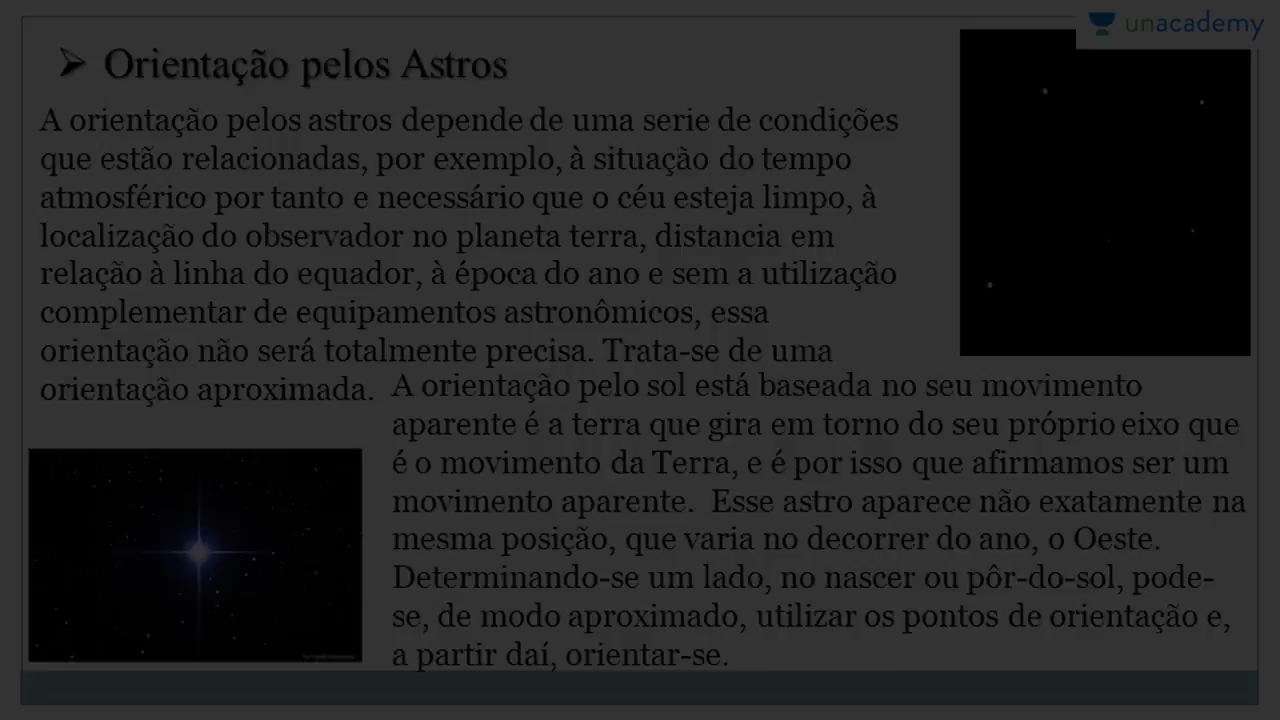 unacademy
Orientação pelos Astros
A orientação pelos astros depende de uma serie de condições
que estão relacionadas, por exemplo, à situação do tempo
atmosférico por tanto e necessário que o céu esteja limpo, à
localização do observador no planeta terra, distancia em
relação à linha do equador, à época do ano e sem a utilização
complementar de equipamentos astronômicos, essa
orientação não será totalmente precisa. Trata-se de uma
orientação aproximada.
A orientação pelo sol está baseada no seu movimento
aparente é a terra que gira em torno do seu próprio eixo que
é o movimento da Terra, e é por isso que afirmamos ser um
movimento aparente. Esse astro aparece não exatamente na
mesma posição, que varia no decorrer do ano, o Oeste.
Determinando-se um lado, no nascer ou pôr-do-sol, pode-
se, de modo aproximado, utilizar os pontos de orientação e,
a partir daí, orientar-se.